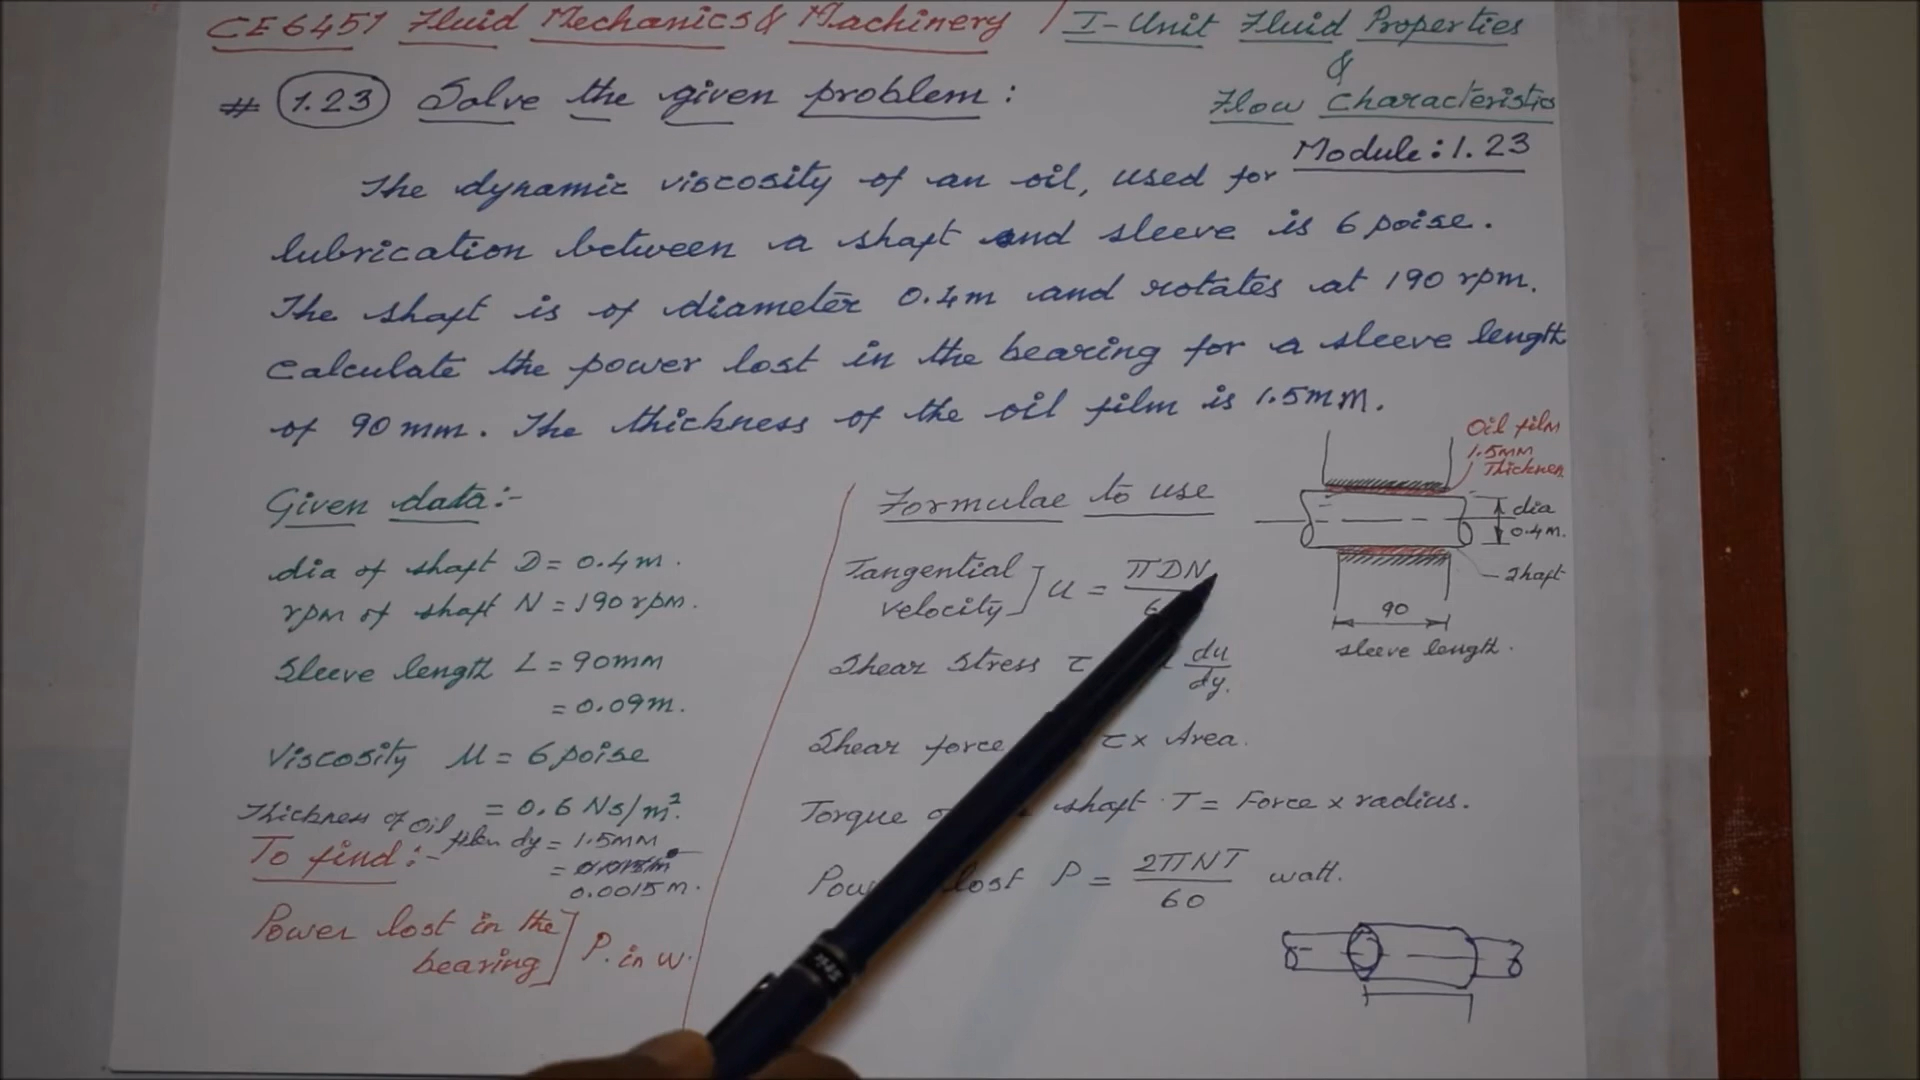 CE6451 Fluid Mechanics & Machinery / I-Unit Fluid Properties
&
Flow Characteristics
# 1.23 Solve the given problem:
Module: 1.23
The dynamic viscosity of an oil, used for
lubrication between a shaft and sleeve is 6 poise.
The shaft is of diameter 0.4m and rotates at 190 rpm.
Calculate the power lost in the bearing for a sleeve length
of 90 mm. The thickness of the oil film is 1.5mm.
Given data:-
dia of shaft D = 0.4m.
rpm of shaft N = 190 rpm.
Sleeve length L = 90mm
= 0.09m.
Viscosity M = 6 poise
= 0.6 Ns/m².
Thickness of Oil film dy = 1.5mm
=
0.0015m.
To find:-
Power lost in the
bearing] P. in w.
Formulae to use
Tangential
velocity] u = πDN
Shear Stress τ du/dy.
Shear force τ x Area.
Torque shaft T = Force x radius.
lost P = 2πNT/60 watt.
Oil film
1.5mm
Thicknen
dia
0.4m.
Shaft
90
sleeve length.